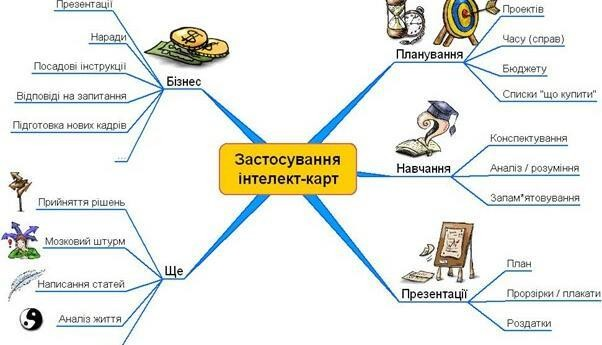 Презентації
Наради
Посадові інструкції
Відповіді на запитання
Підготовка нових кадрів
...
Бізнес
Проектів
Часу (справ)
Бюджету
Списки "що купити"
Планування
Застосування
інтелект-карт
Конспектування
Аналіз / розуміння
Запам*ятовування
Навчання
Прийняття рішень
Мозковий штурм
Написання статей
Аналіз життя
Ще
План
Прорзірки / плакати
Роздатки
Презентації